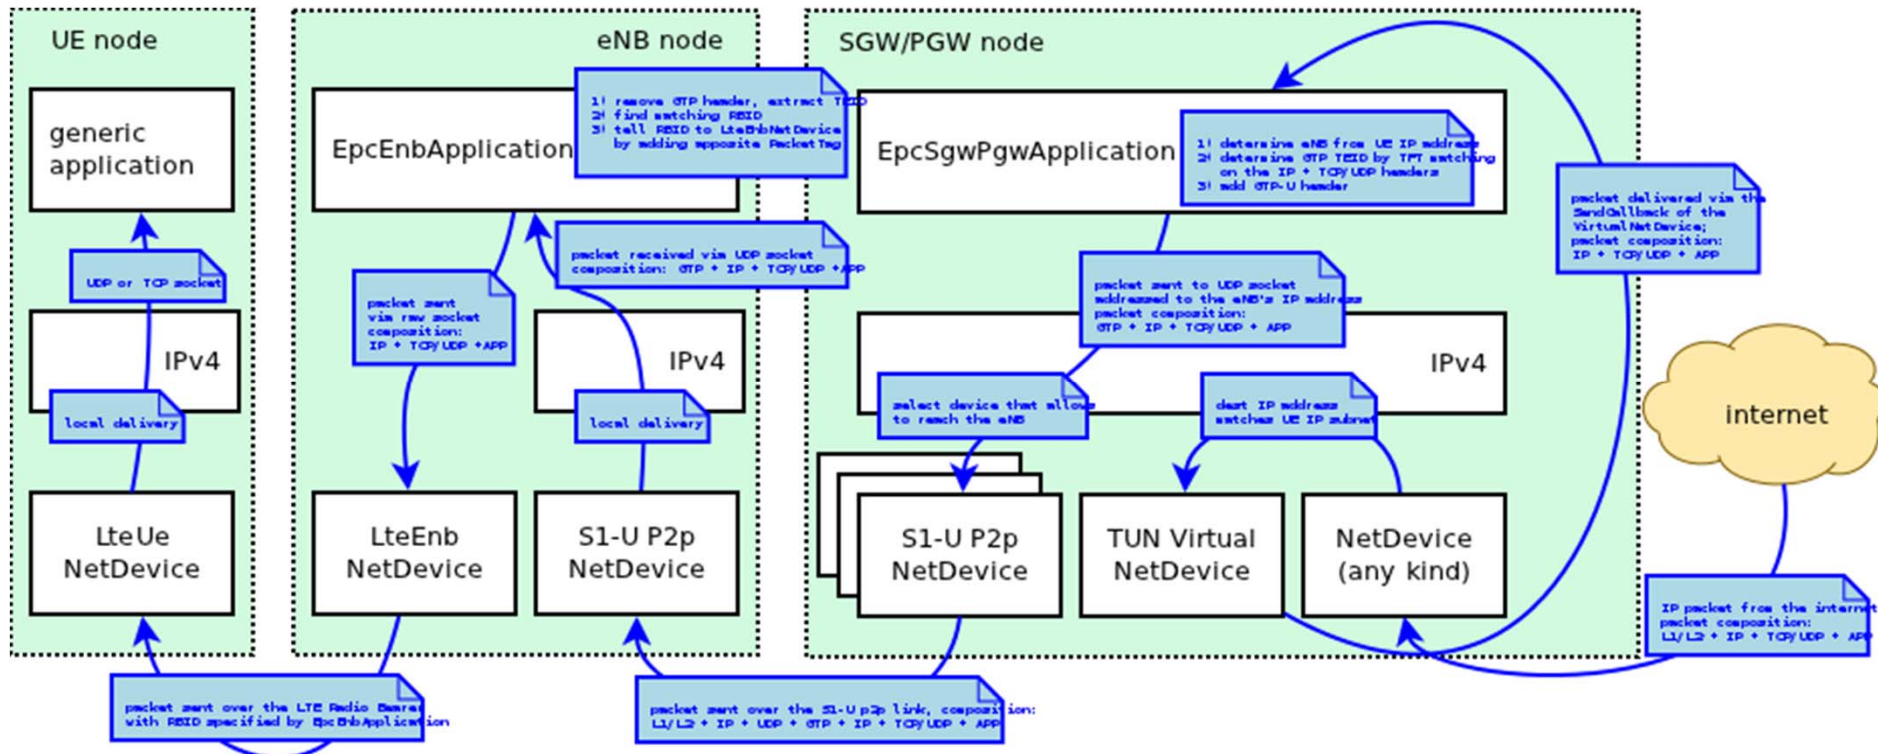 UE node
eNB node
SGW/PGW node
generic
application
EpcEnbApplication
1) remove GTP header, extract TEID
2) find matching RBID
3) tell RBID to LteEnbNetDevice
by adding apposite PacketTag
EpcSgwPgwApplication
1) determine eNB from UE IP address
2) determine GTP TEID by TFT matching
on the IP + TCP/UDP headers
3) add GTP-U header
packet delivered via the
SendCallback of the
VirtualNetDevice;
packet composition:
IP + TCP/UDP + APP
UDP or TCP socket
packet sent
via raw socket
composition:
IP + TCP/UDP +APP
packet received via UDP socket
composition: GTP + IP + TCP/UDP +APP
packet sent to UDP socket
addressed to the eNB's IP address
packet composition:
GTP + IP + TCP/UDP + APP
IPv4
IPv4
IPv4
local delivery
local delivery
select device that allows
to reach the eNB
dest IP address
matches UE IP subnet
internet
LteUe
NetDevice
LteEnb
NetDevice
S1-U P2p
NetDevice
S1-U P2p
NetDevice
TUN Virtual
NetDevice
NetDevice
(any kind)
IP packet from the internet
packet composition:
L1/L2 + IP + TCP/UDP + APP
packet sent over the LTE Radio Bearer
with RBID specified by EpcEnbApplication
packet sent over the S1-U p2p link, composition:
L1/L2 + IP + UDP + GTP + IP + TCP/UDP + APP